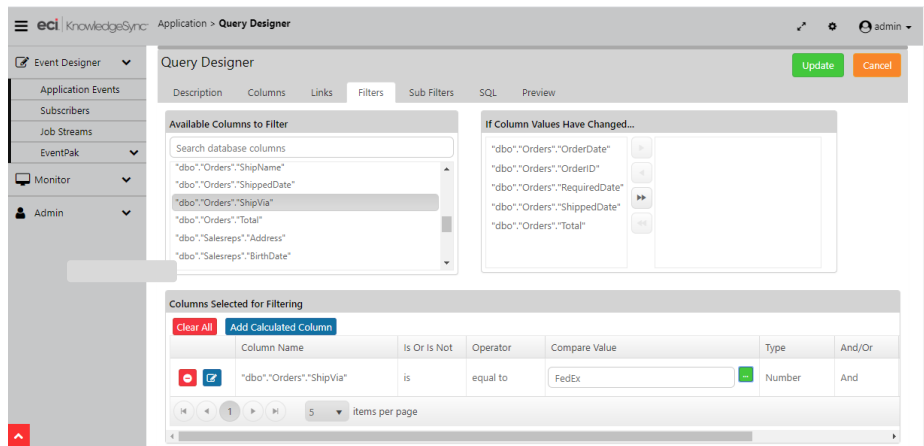 eci KnowledgeSync Application > Query Designer admin
Event Designer
Application Events
Subscribers
Job Streams
EventPak
Monitor
Admin
Query Designer
Update Cancel
Description Columns Links Filters Sub Filters SQL Preview
Available Columns to Filter
Search database columns
"dbo"."Orders"."ShipName"
"dbo"."Orders"."ShippedDate"
"dbo"."Orders"."ShipVia"
"dbo"."Orders"."Total"
"dbo"."Salesreps"."Address"
"dbo"."Salesreps"."BirthDate"
If Column Values Have Changed...
"dbo"."Orders"."OrderDate"
"dbo"."Orders"."OrderID"
"dbo"."Orders"."RequiredDate"
"dbo"."Orders"."ShippedDate"
"dbo"."Orders"."Total"
Columns Selected for Filtering
Clear All Add Calculated Column
Column Name Is Or Is Not Operator Compare Value Type And/Or
"dbo"."Orders"."ShipVia" is equal to FedEx ... Number And
1 5 items per page